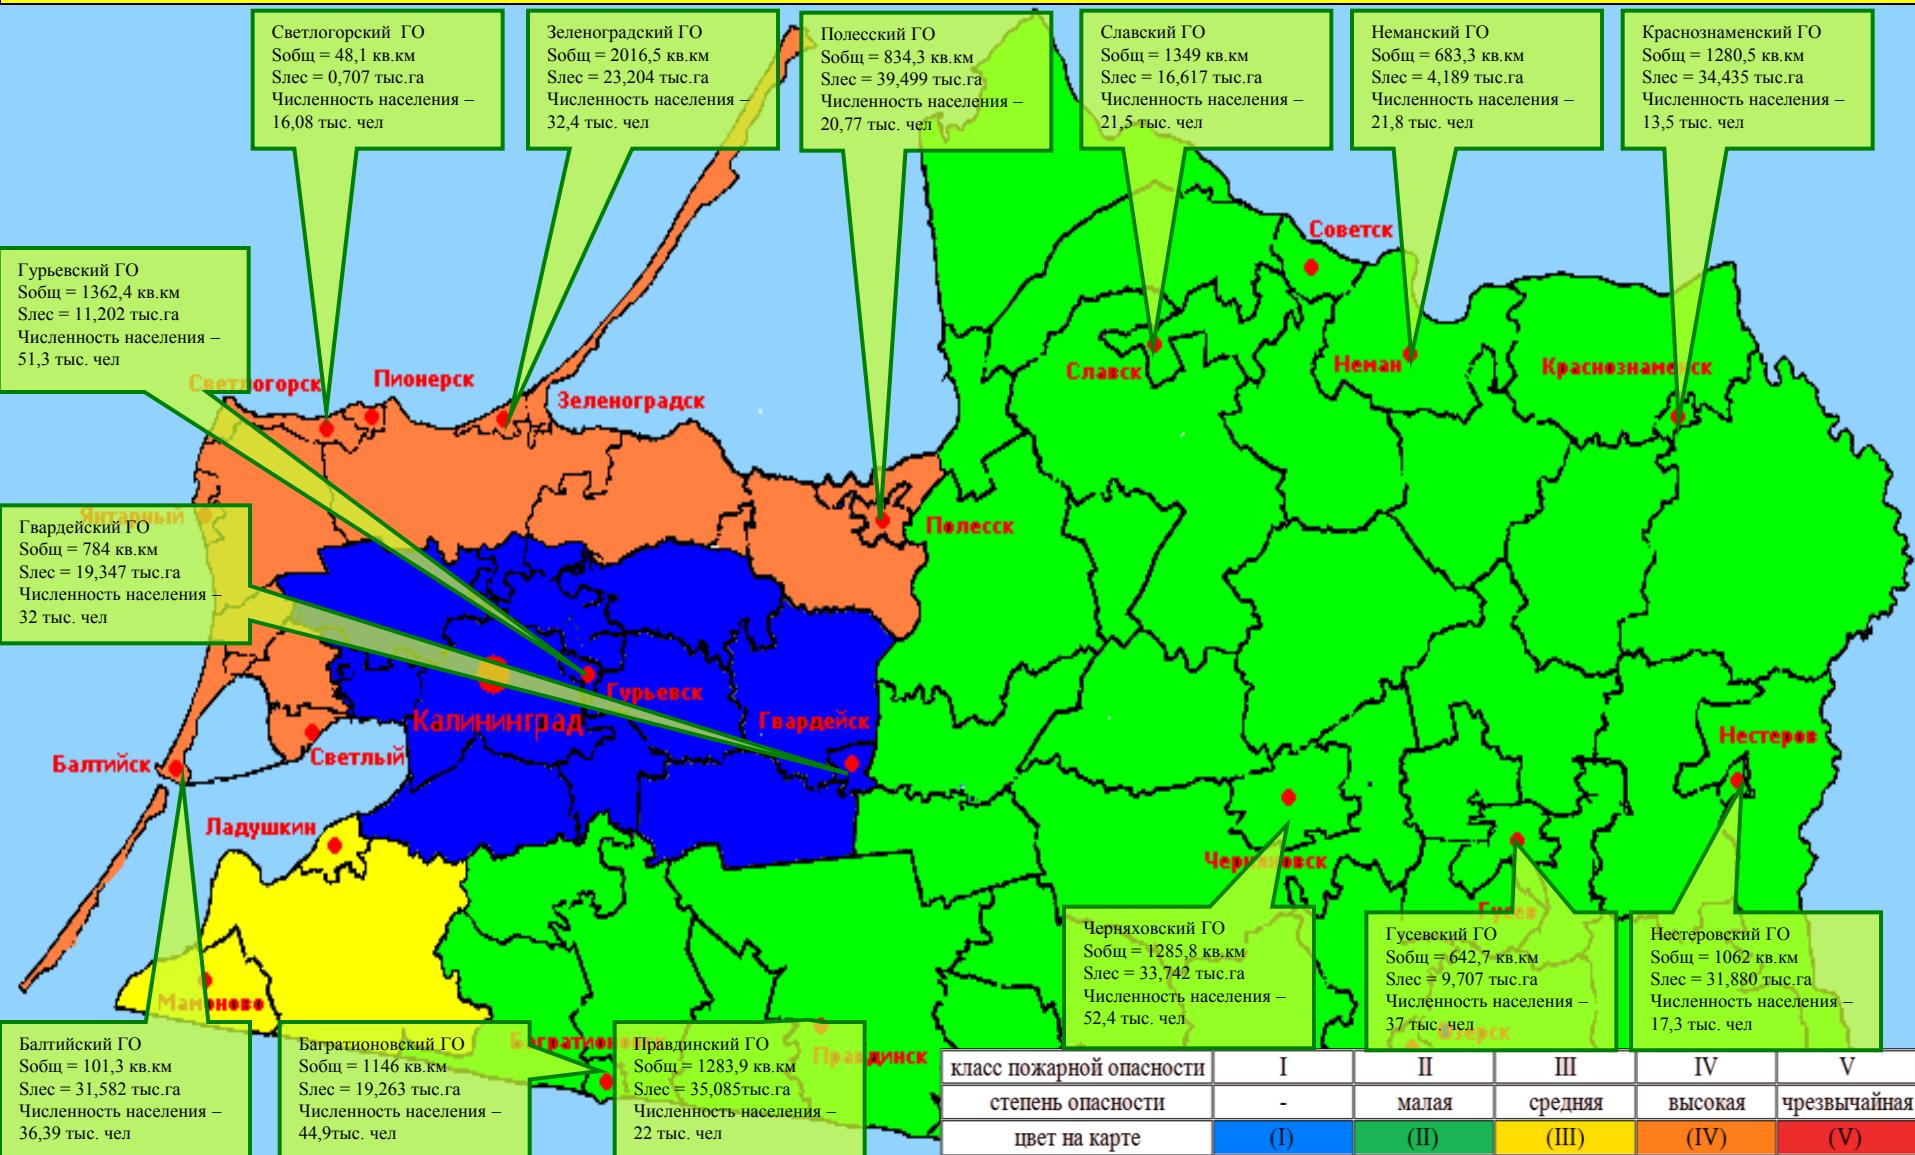 Светлогорский  ГО
Sобщ = 48,1 кв.км
Sлес = 0,707 тыс.га
Численность населения –
16,08 тыс. чел
Зеленоградский ГО
Sобщ = 2016,5 кв.км
Sлес = 23,204 тыс.га
Численность населения –
32,4 тыс. чел
Полесский ГО
Sобщ = 834,3 кв.км
Sлес = 39,499 тыс.га
Численность населения –
20,77 тыс. чел
Славский ГО
Sобщ = 1349 кв.км
Sлес = 16,617 тыс.га
Численность населения –
21,5 тыс. чел
Неманский ГО
Sобщ = 683,3 кв.км
Sлес = 4,189 тыс.га
Численность населения –
21,8 тыс. чел
Краснознаменский ГО
Sобщ = 1280,5 кв.км
Sлес = 34,435 тыс.га
Численность населения –
13,5 тыс. чел
Советск
Гурьевский ГО
Sобщ = 1362,4 кв.км
Sлес = 11,202 тыс.га
Численность населения –
51,3 тыс. чел
Светлогорск
Пионерск
Зеленоградск
Славск
Неман
Краснознаменск
Янтарный
Полесск
Гвардейский ГО
Sобщ = 784 кв.км
Sлес = 19,347 тыс.га
Численность населения –
32 тыс. чел
Гурьевск
Калининград
Гвардейск
Балтийск
Светлый
Нестеров
Ладушкин
Черняховск
Гусев
Мамоново
Черняховский ГО
Sобщ = 1285,8 кв.км
Sлес = 33,742 тыс.га
Численность населения –
52,4 тыс. чел
Гусевский ГО
Sобщ = 642,7 кв.км
Sлес = 9,707 тыс.га
Численность населения –
37 тыс. чел
Нестеровский ГО
Sобщ = 1062 кв.км
Sлес = 31,880 тыс.га
Численность населения –
17,3 тыс. чел
Озерск
Балтийский ГО
Sобщ = 101,3 кв.км
Sлес = 31,582 тыс.га
Численность населения –
36,39 тыс. чел
Багратионовский ГО
Sобщ = 1146 кв.км
Sлес = 19,263 тыс.га
Численность населения –
44,9тыс. чел
Правдинский ГО
Sобщ = 1283,9 кв.км
Sлес = 35,085тыс.га
Численность населения –
22 тыс. чел
Правдинск
класс пожарной опасности I II III IV V
степень опасности - малая средняя высокая чрезвычайная
цвет на карте (I) (II) (III) (IV) (V)